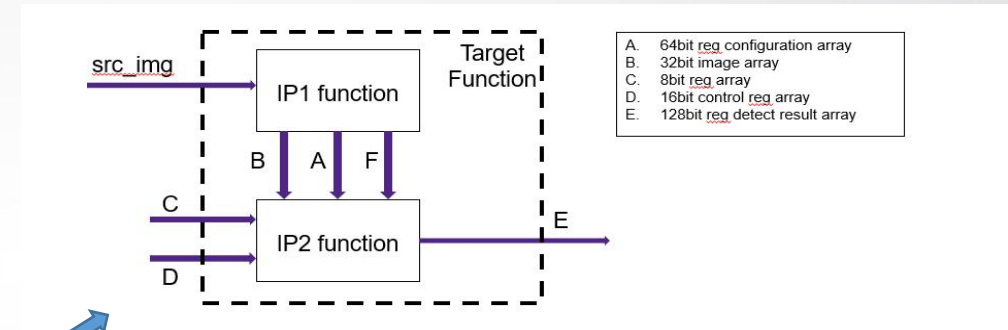 src_img
IP1 function
Target
Function
B
A
F
C
D
IP2 function
E
A. 64bit reg configuration array
B. 32bit image array
C. 8bit reg array
D. 16bit control reg array
E. 128bit reg detect result array